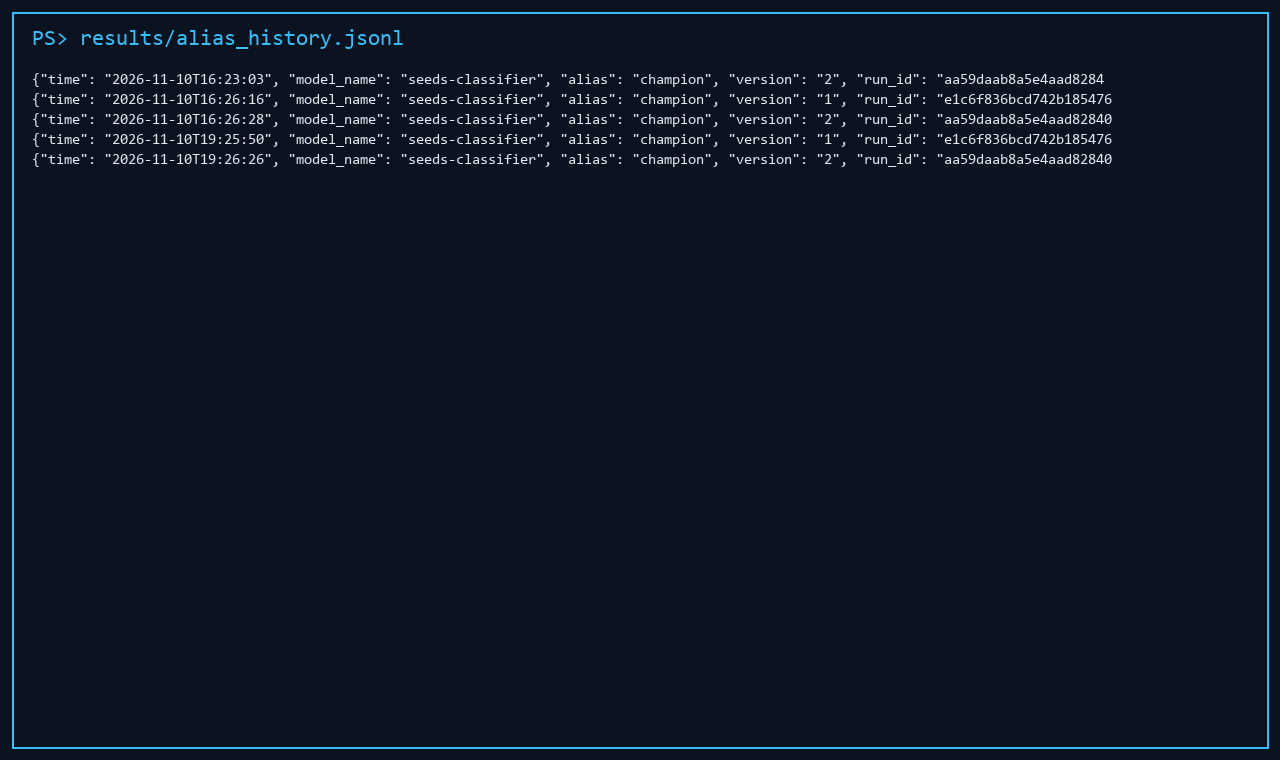 PS> results/alias_history.jsonl
{"time": "2026-11-10T16:23:03", "model_name": "seeds-classifier", "alias": "champion", "version": "2", "run_id": "aa59daab8a5e4aad8284
{"time": "2026-11-10T16:26:16", "model_name": "seeds-classifier", "alias": "champion", "version": "1", "run_id": "e1c6f836bcd742b185476
{"time": "2026-11-10T16:26:28", "model_name": "seeds-classifier", "alias": "champion", "version": "2", "run_id": "aa59daab8a5e4aad82840
{"time": "2026-11-10T19:25:50", "model_name": "seeds-classifier", "alias": "champion", "version": "1", "run_id": "e1c6f836bcd742b185476
{"time": "2026-11-10T19:26:26", "model_name": "seeds-classifier", "alias": "champion", "version": "2", "run_id": "aa59daab8a5e4aad82840